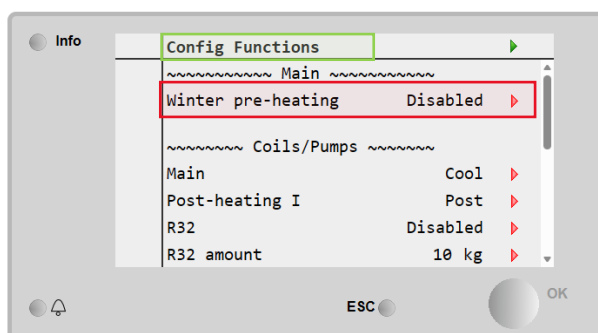 Info
Config Functions
~~~~~~~~~~~ Main ~~~~~~~~~~~
Winter pre-heating Disabled
~~~~~~~~ Coils/Pumps ~~~~~~~
Main Cool
Post-heating I Post
R32 Disabled
R32 amount 10 kg
ESC
OK